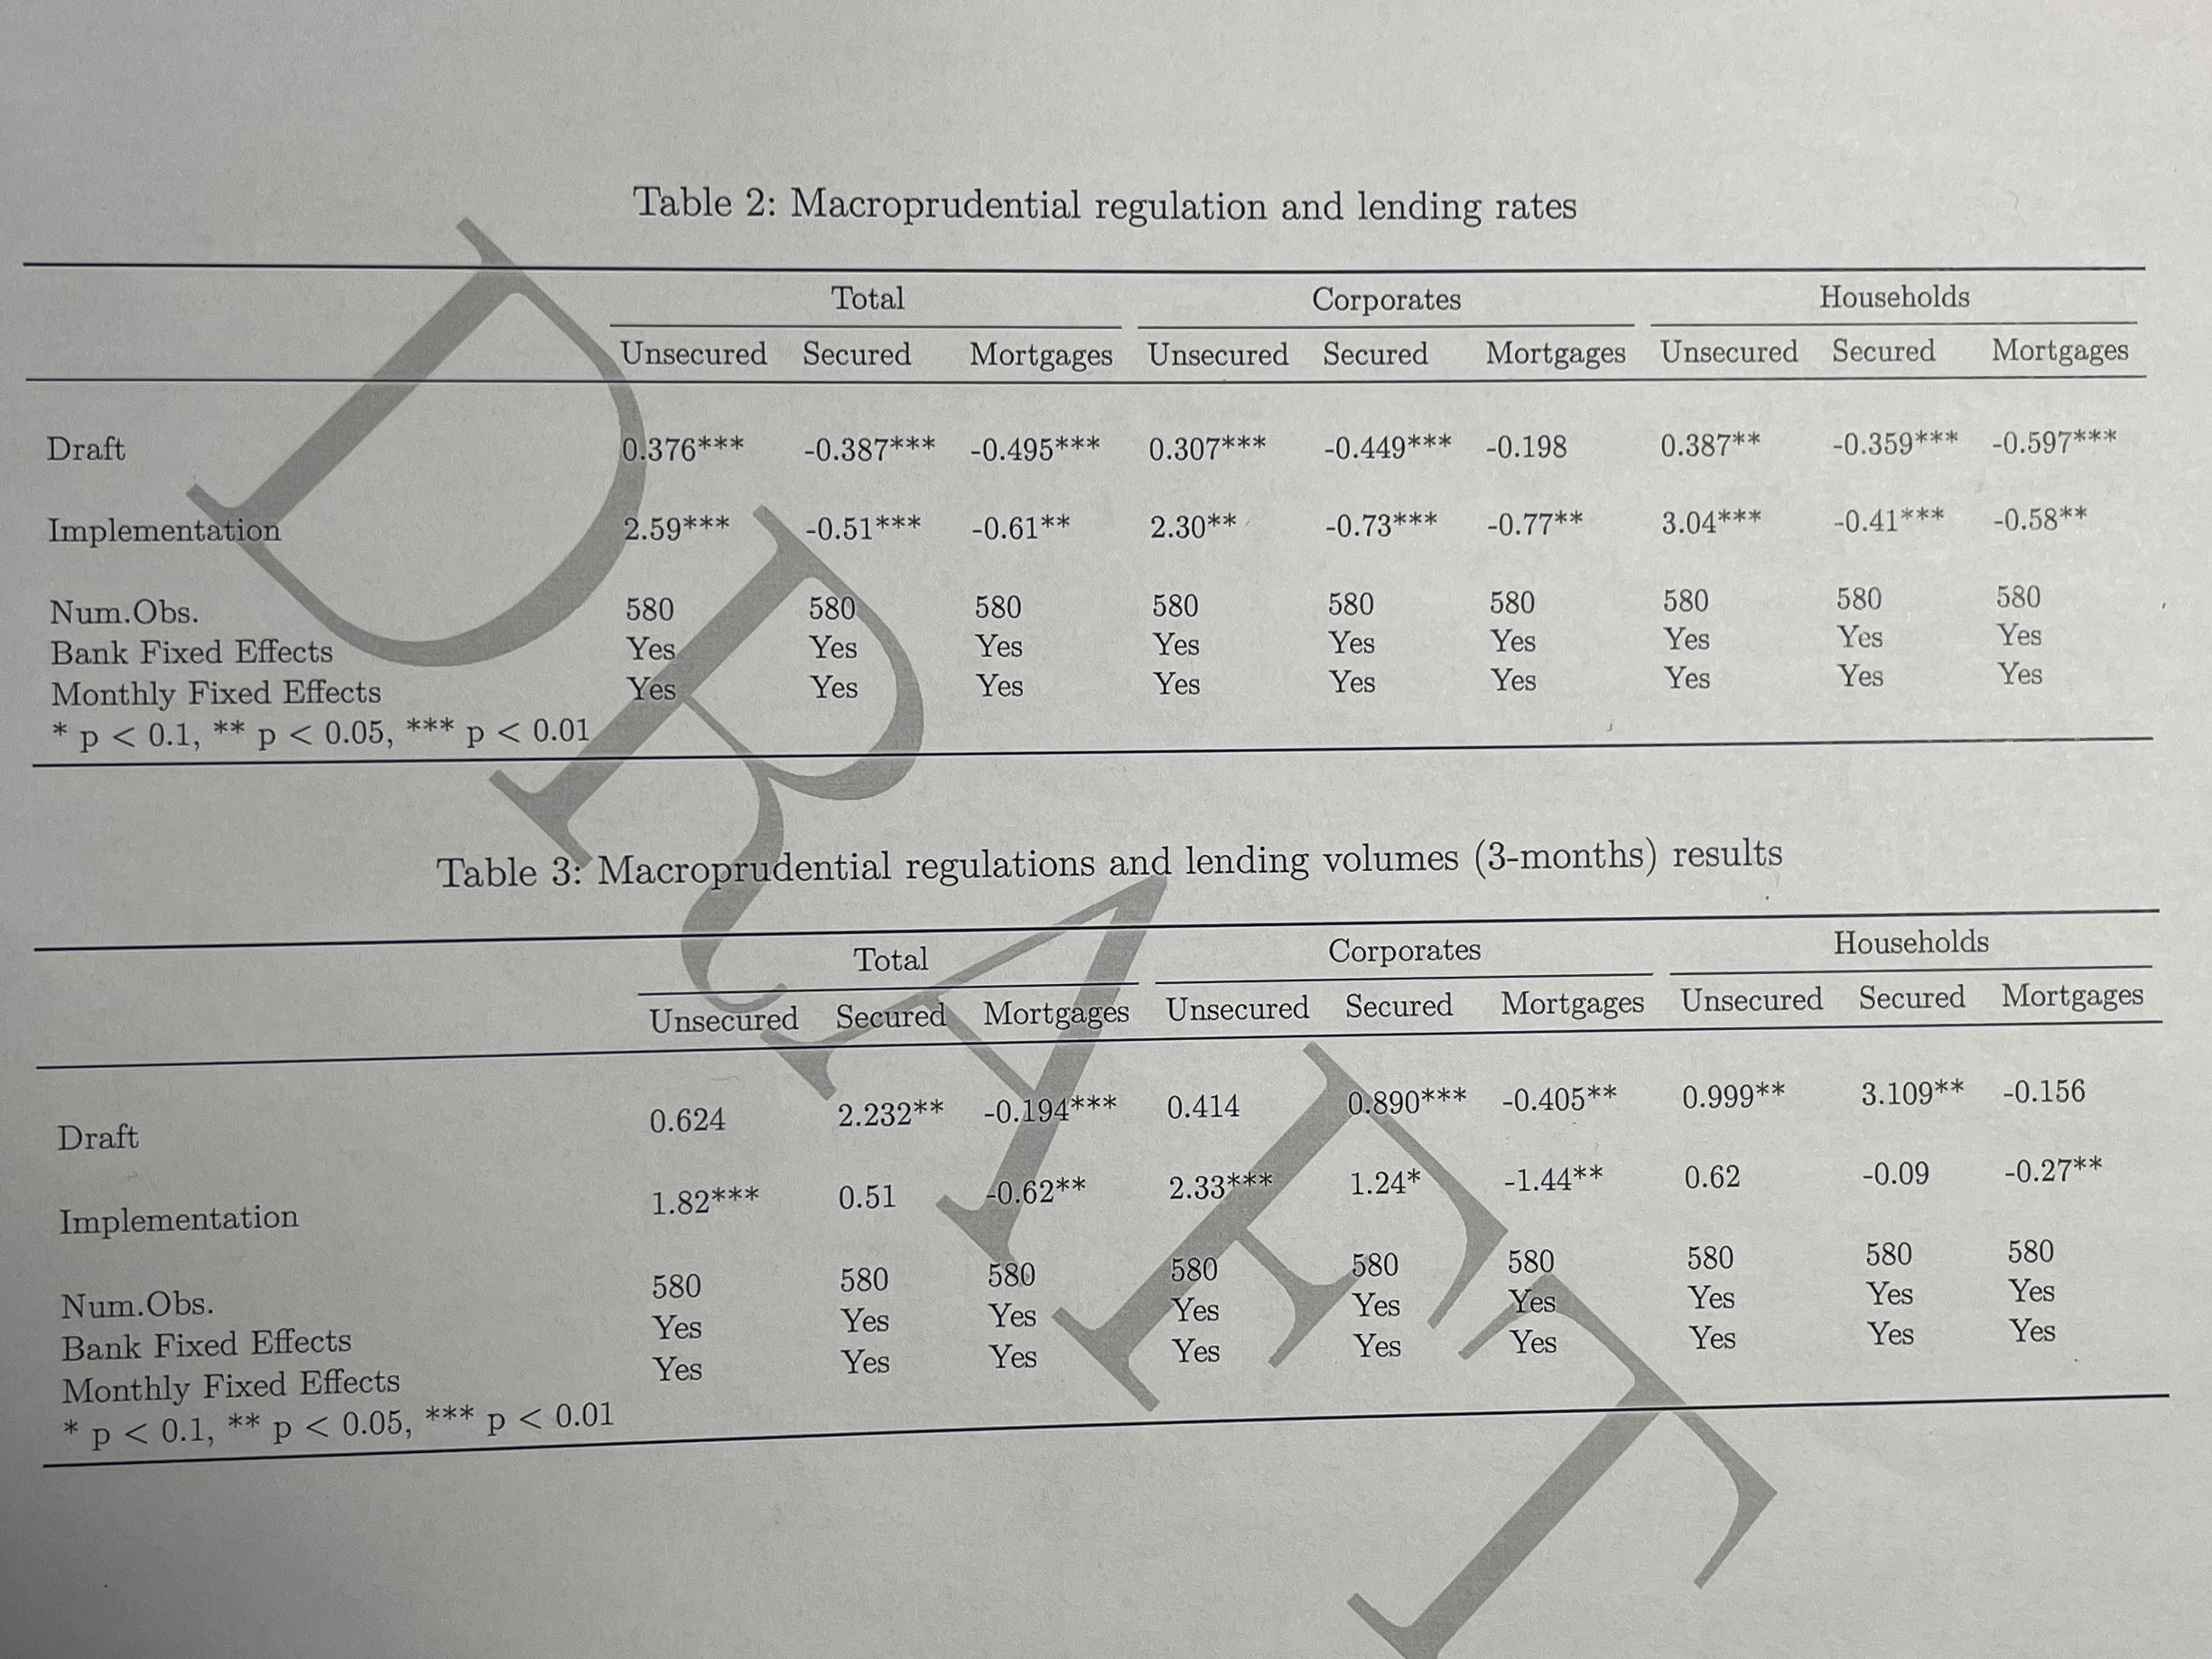 Table 2: Macroprudential regulation and lending rates
Total Corporates Households
Unsecured Secured Mortgages Unsecured Secured Mortgages Unsecured Secured Mortgages
Draft 0.376*** -0.387*** -0.495*** 0.307*** -0.449*** -0.198 0.387** -0.359*** -0.597***
Implementation 2.59*** -0.51*** -0.61** 2.30** -0.73*** -0.77** 3.04*** -0.41*** -0.58**
Num.Obs. 580 580 580 580 580 580 580 580 580
Bank Fixed Effects Yes Yes Yes Yes Yes Yes Yes Yes Yes
Monthly Fixed Effects Yes Yes Yes Yes Yes Yes Yes Yes Yes
* p < 0.1, ** p < 0.05, *** p < 0.01
Table 3: Macroprudential regulations and lending volumes (3-months) results
Total Corporates Households
Unsecured Secured Mortgages Unsecured Secured Mortgages Unsecured Secured Mortgages
Draft 0.624 2.232** -0.194*** 0.414 0.890*** -0.405** 0.999** 3.109** -0.156
Implementation 1.82*** 0.51 -0.62** 2.33*** 1.24* -1.44** 0.62 -0.09 -0.27**
Num.Obs. 580 580 580 580 580 580 580 580 580
Bank Fixed Effects Yes Yes Yes Yes Yes Yes Yes Yes Yes
Monthly Fixed Effects Yes Yes Yes Yes Yes Yes Yes Yes Yes
* p < 0.1, ** p < 0.05, *** p < 0.01
DRAFT